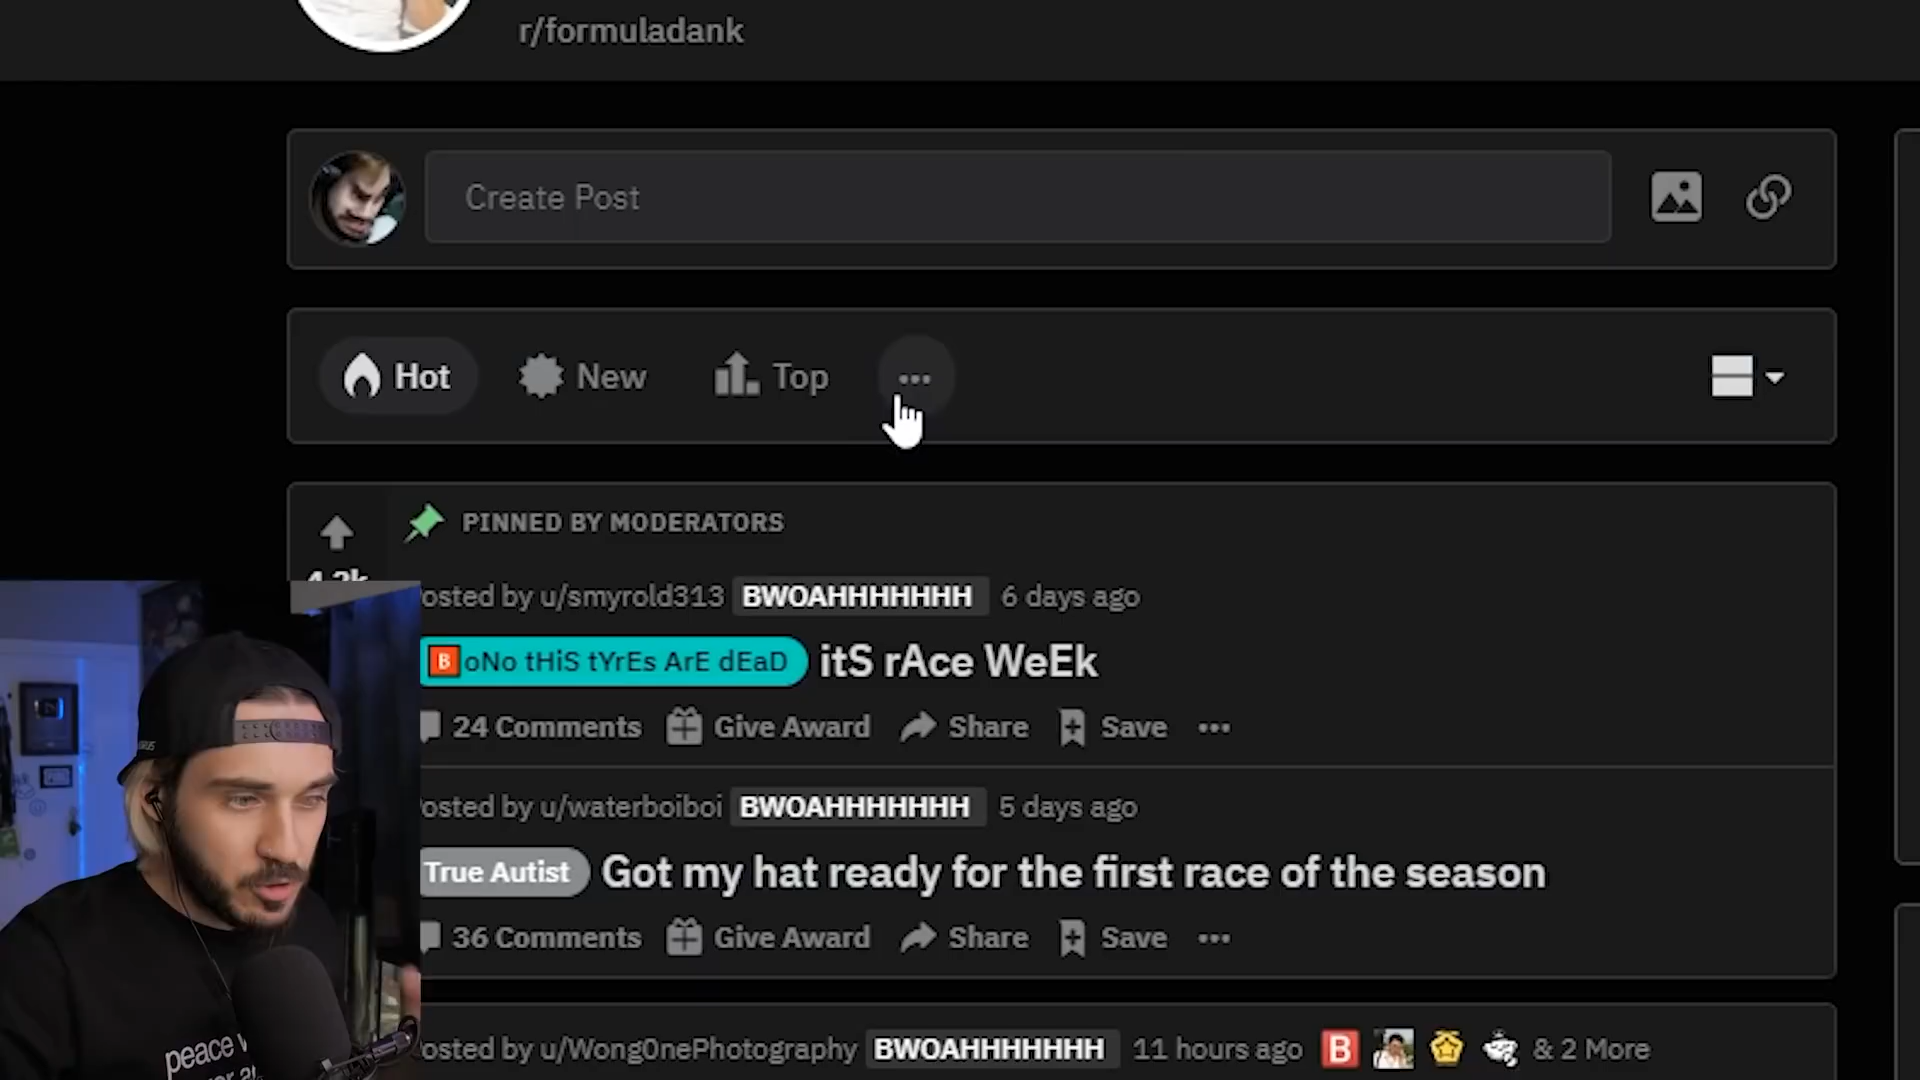 r/formuladank
Create Post
Hot New Top
PINNED BY MODERATORS
osted by u/smyrold313 BWOAHHHHHHH 6 days ago
🅱oNo tHiS tYrEs ArE dEaD itS rAce WeEk
24 Comments Give Award Share Save
osted by u/waterboiboi BWOAHHHHHHH 5 days ago
True Autist Got my hat ready for the first race of the season
36 Comments Give Award Share Save
osted by u/Wong0nePhotography BWOAHHHHHHH 11 hours ago B & 2 More
peace